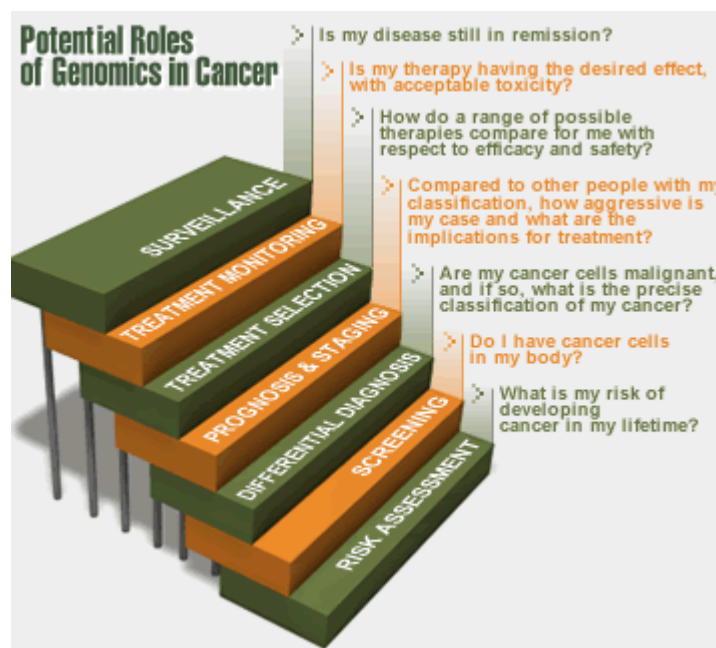 Potential Roles
of Genomics in Cancer
Is my disease still in remission?
Is my therapy having the desired effect,
with acceptable toxicity?
How do a range of possible
therapies compare for me with
respect to efficacy and safety?
Compared to other people with my
classification, how aggressive is
my case and what are the
implications for treatment?
Are my cancer cells malignant,
and if so, what is the precise
classification of my cancer?
Do I have cancer cells
in my body?
What is my risk of
developing
cancer in my lifetime?
SURVEILLANCE
TREATMENT MONITORING
TREATMENT SELECTION
PROGNOSIS & STAGING
DIFFERENTIAL DIAGNOSIS
SCREENING
RISK ASSESSMENT